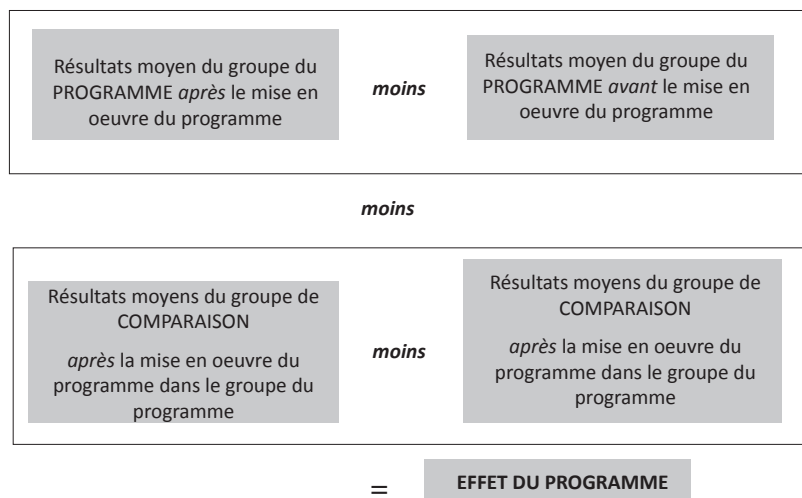 Résultats moyen du groupe du
PROGRAMME après le mise en
oeuvre du programme
moins
Résultats moyen du groupe du
PROGRAMME avant le mise en
oeuvre du programme
moins
Résultats moyens du groupe de
COMPARAISON
après la mise en oeuvre du
programme dans le groupe du
programme
moins
Résultats moyens du groupe de
COMPARAISON
après la mise en oeuvre du
programme dans le groupe du
programme
= EFFET DU PROGRAMME